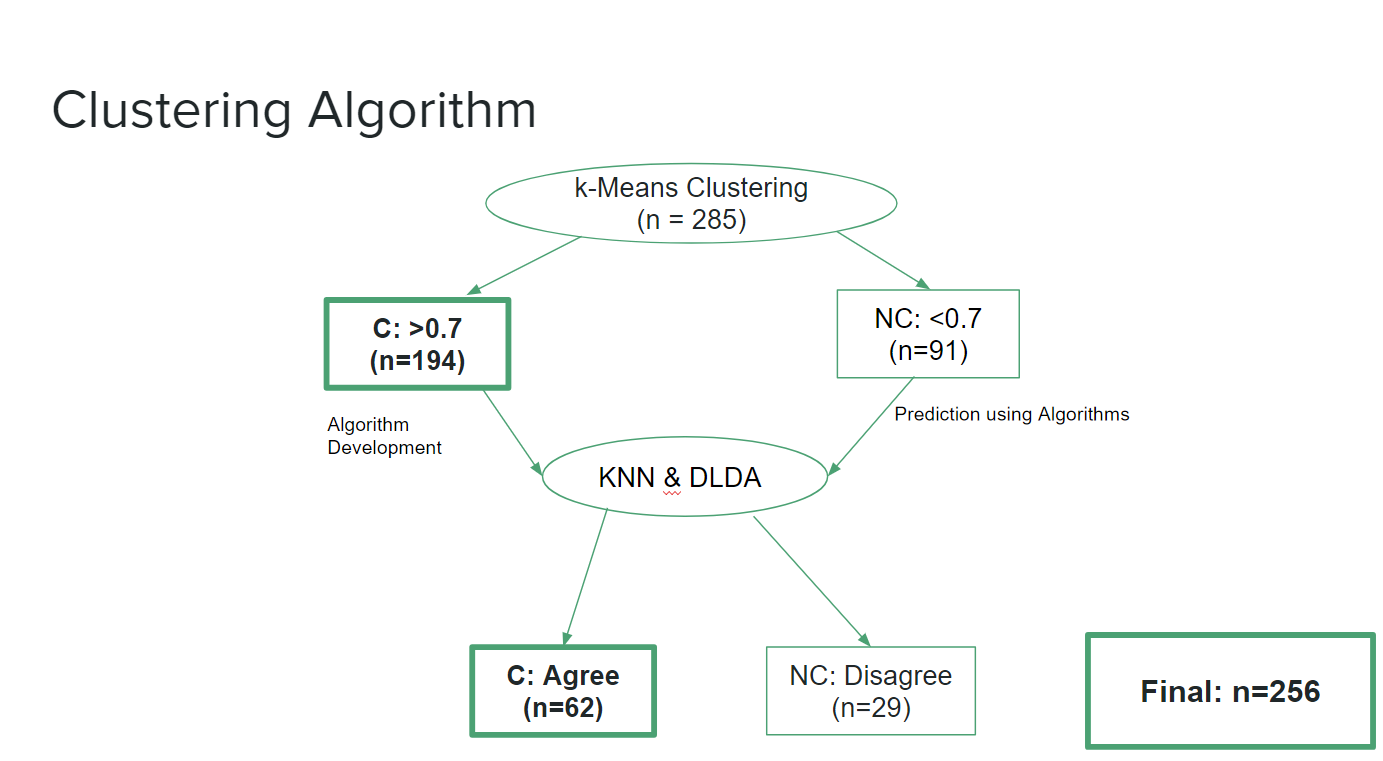 Clustering Algorithm
k-Means Clustering
(n = 285)
C: >0.7
(n=194)
NC: <0.7
(n=91)
Algorithm
Development
Prediction using Algorithms
KNN & DLDA
C: Agree
(n=62)
NC: Disagree
(n=29)
Final: n=256